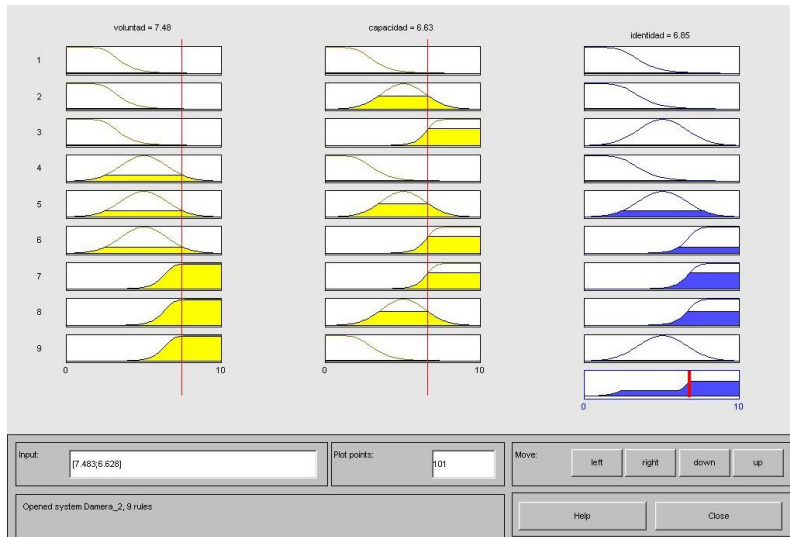 voluntad = 7.48
capacidad = 6.63
identidad = 6.85
1
2
3
4
5
6
7
8
9
0
10
0
10
0
10
Input:
[7.483;6.628]
Plot points:
101
Move:
left
right
down
up
Opened system Damera_2, 9 rules
Help
Close